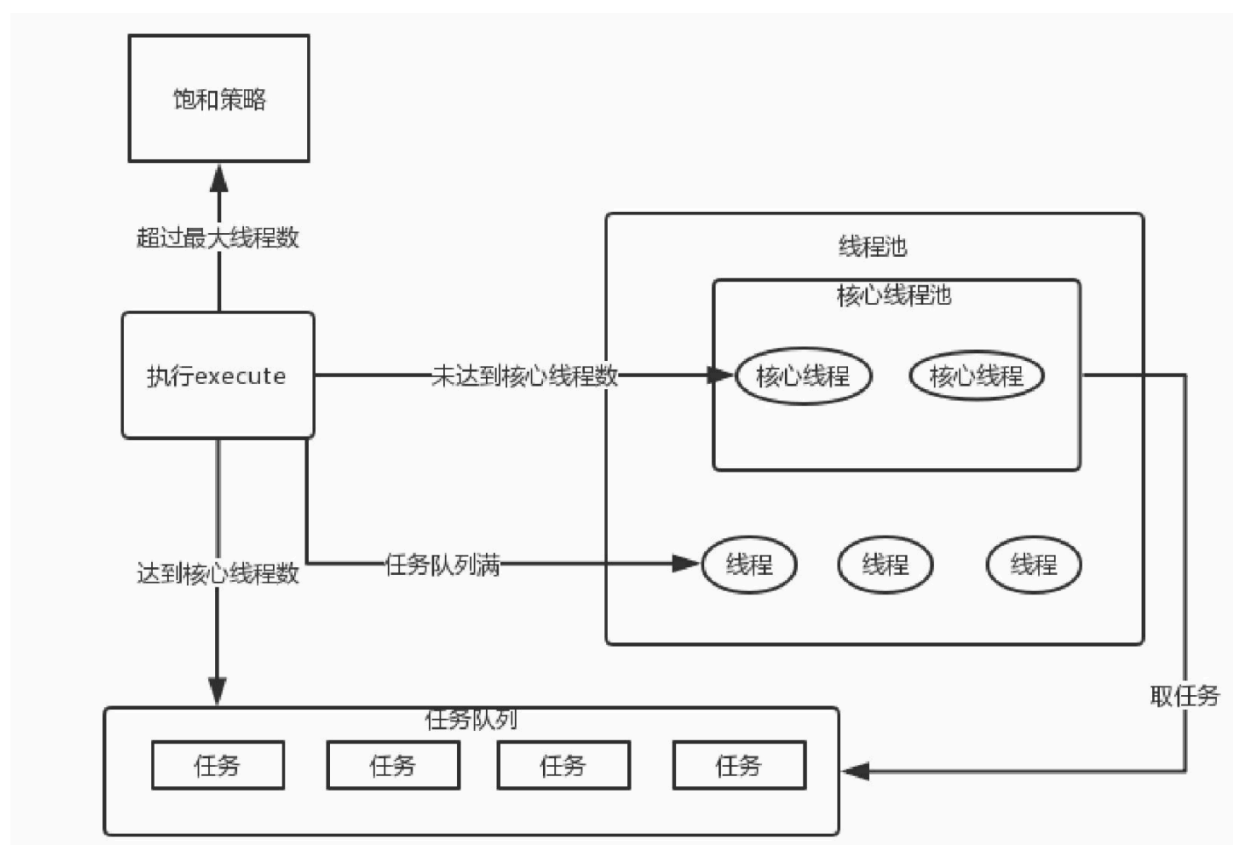 饱和策略
超过最大线程数
线程池
核心线程池
执行execute
未达到核心线程数
核心线程
核心线程
达到核心线程数
任务队列满
线程
线程
线程
取任务
任务队列
任务
任务
任务
任务